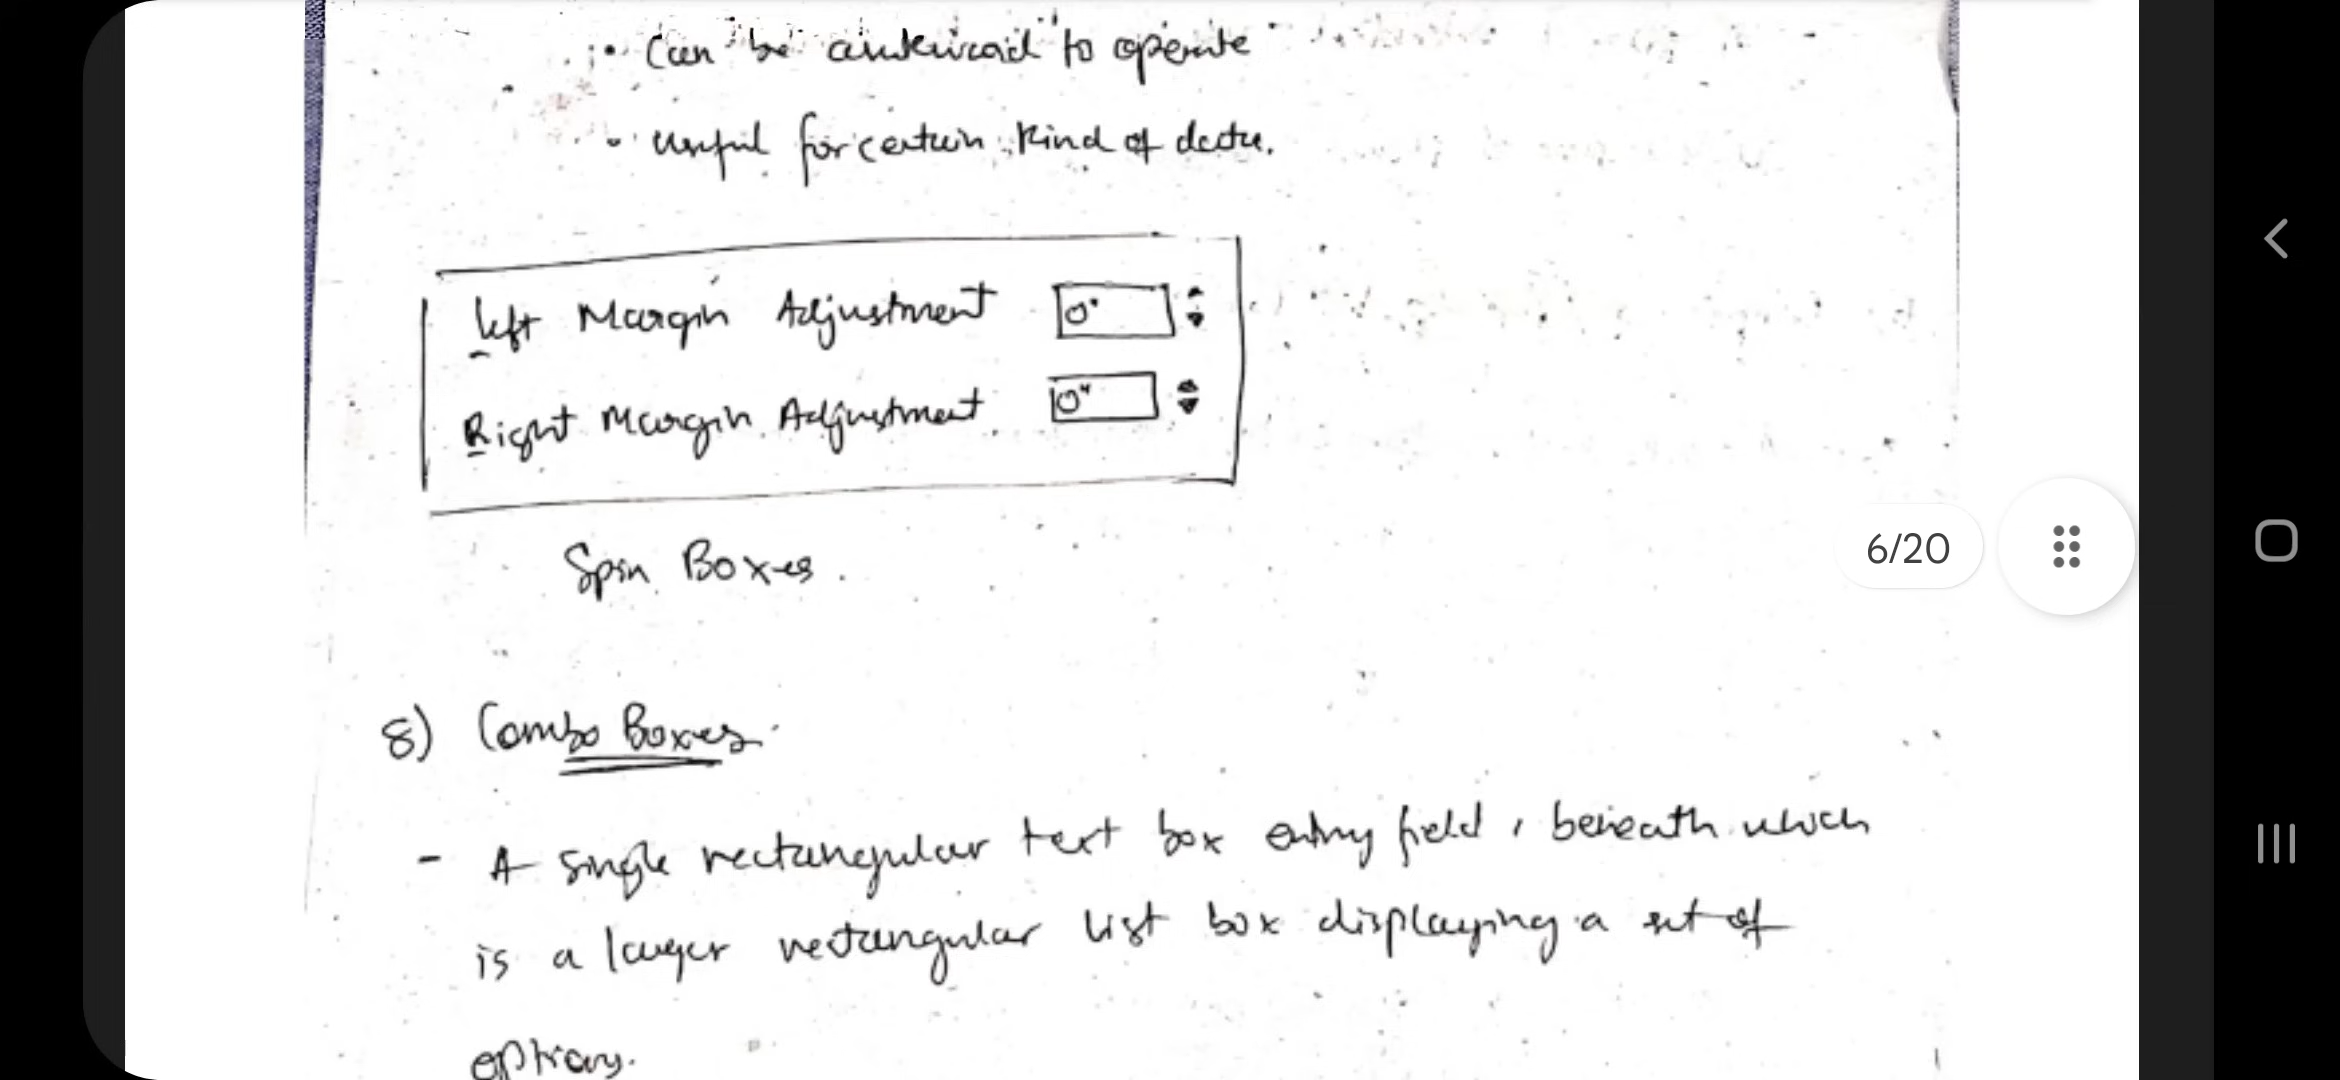 • Can be awkward to operate
• Useful for certain kind of data.
Left Margin Adjustment 0"
Right Margin Adjustment 0"
Spin Boxes.
6/20
8) Combo Boxes.
- A single rectangular text box entry field, beneath which
is a larger rectangular list box displaying a set of
options.